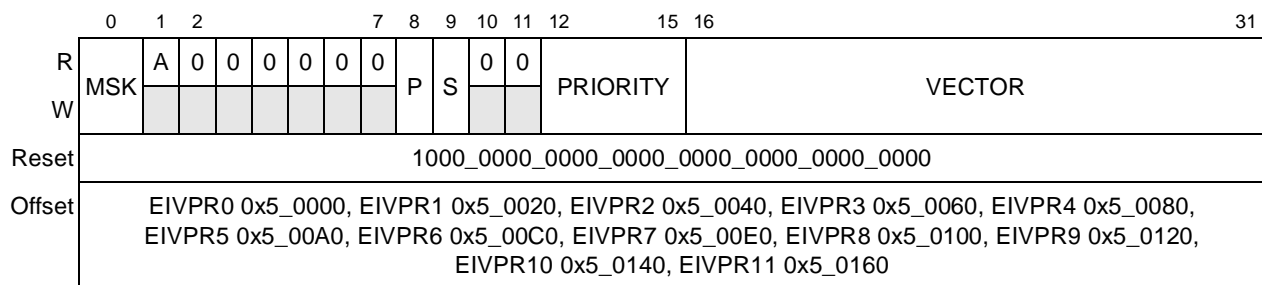 0 1 2 7 8 9 10 11 12 15 16 31
R MSK A 0 0 0 0 0 0 P S 0 0 PRIORITY VECTOR
W
Reset 1000_0000_0000_0000_0000_0000_0000_0000
Offset EIVPR0 0x5_0000, EIVPR1 0x5_0020, EIVPR2 0x5_0040, EIVPR3 0x5_0060, EIVPR4 0x5_0080,
EIVPR5 0x5_00A0, EIVPR6 0x5_00C0, EIVPR7 0x5_00E0, EIVPR8 0x5_0100, EIVPR9 0x5_0120,
EIVPR10 0x5_0140, EIVPR11 0x5_0160